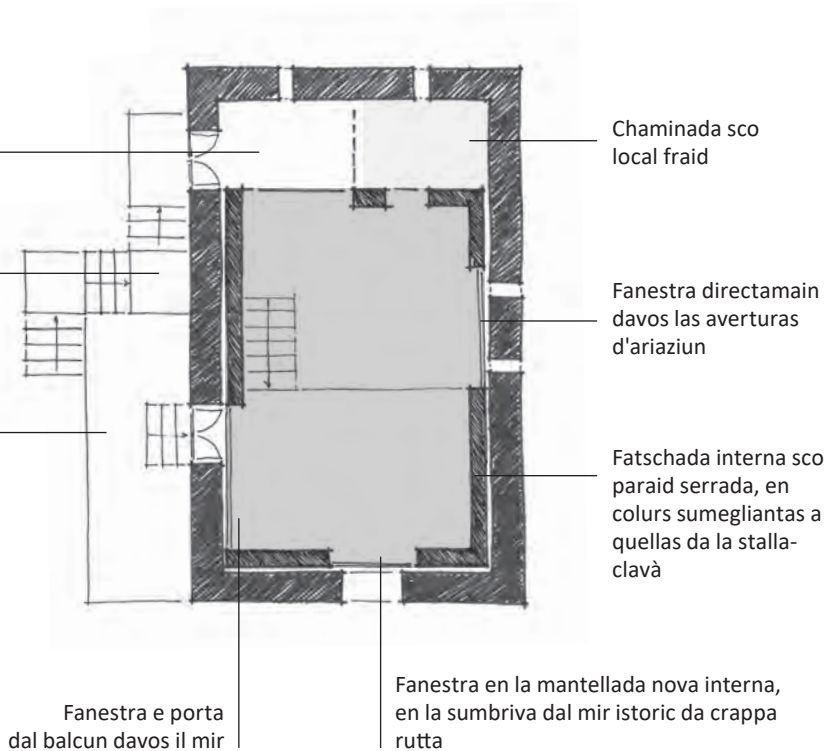 Chaminada sco
local fraid
Fanestra directamain
davos las averturas
d'ariaziun
Fatschada interna sco
paraid serrada, en
colurs sumegliantas a
quellas da la stalla-
clavà
Fanestra e porta
dal balcun davos il mir
Fanestra en la mantellada nova interna,
en la sumbriva dal mir istoric da crappa
rutta